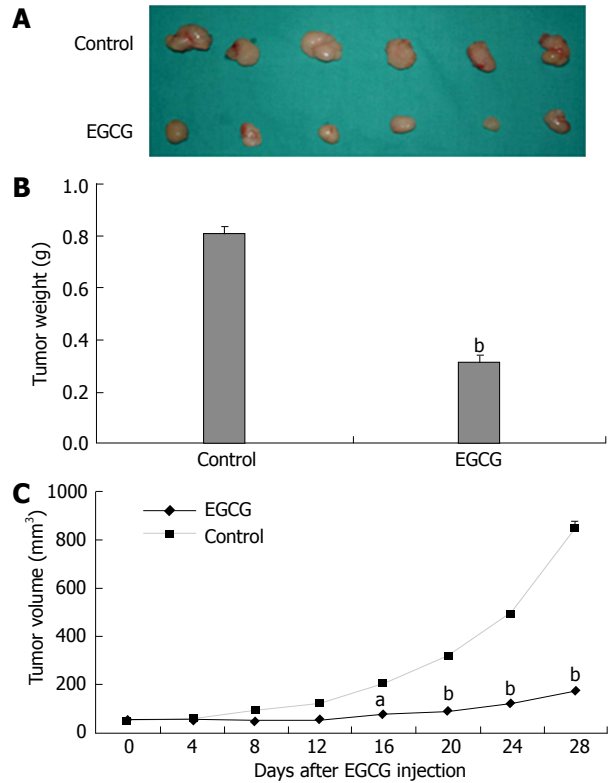 A
Control
EGCG
B
Tumor weight (g)
1.0
0.8
0.6
0.4
0.2
0.0
b
Control
EGCG
C
Tumor volume (mm³)
1000
800
600
400
200
0
EGCG
Control
a
b
b
b
0 4 8 12 16 20 24 28
Days after EGCG injection